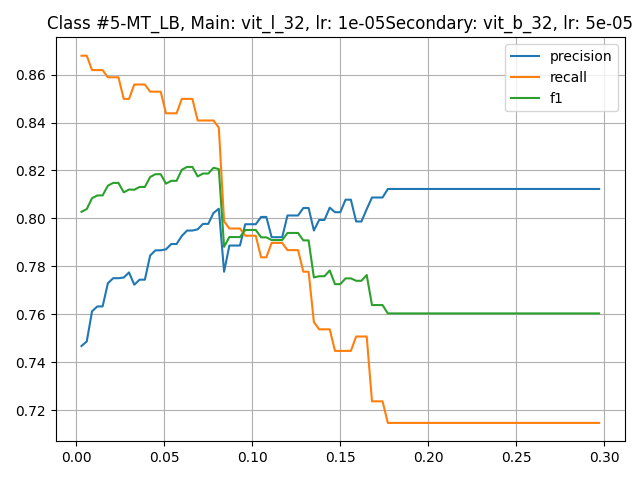 Class #5-MT_LB, Main: vit_l_32, lr: 1e-05Secondary: vit_b_32, lr: 5e-05
precision
recall
f1
0.86
0.84
0.82
0.80
0.78
0.76
0.74
0.72
0.00 0.05 0.10 0.15 0.20 0.25 0.30